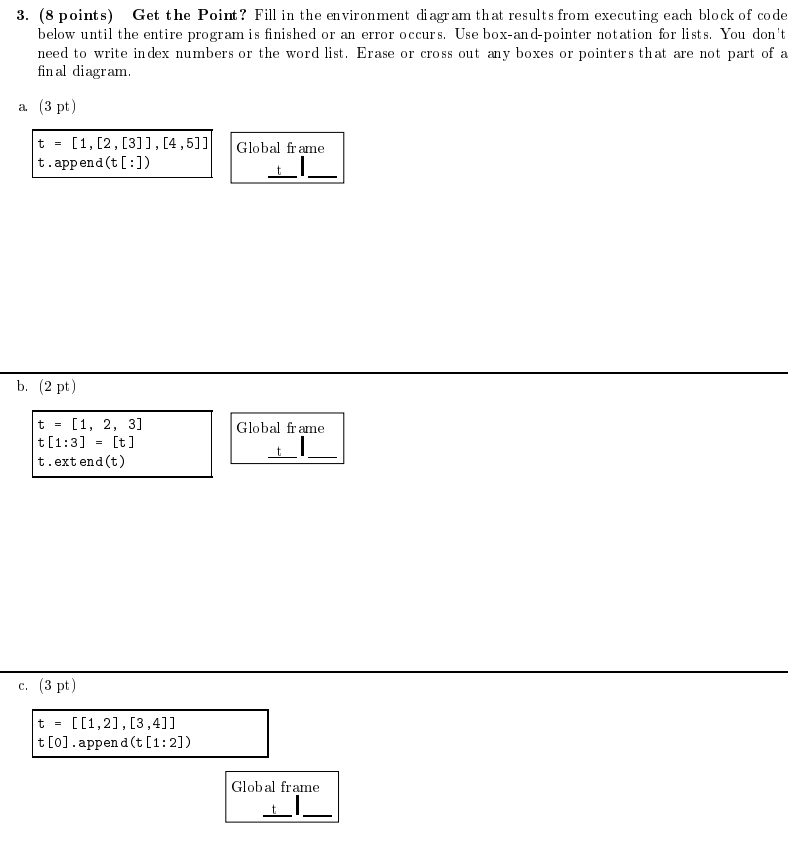 3. (8 points) Get the Point? Fill in the environment diagram that results from executing each block of code
below until the entire program is finished or an error occurs. Use box-and-pointer notation for lists. You don't
need to write index numbers or the word list. Erase or cross out any boxes or pointers that are not part of a
final diagram.
a. (3 pt)
t = [1,[2,[3]],[4,5]]
t.append(t[:])
Global frame
t
b. (2 pt)
t = [1, 2, 3]
t[1:3] = [t]
t.extend(t)
Global frame
t
c. (3 pt)
t = [[1,2],[3,4]]
t[0].append(t[1:2])
Global frame
t